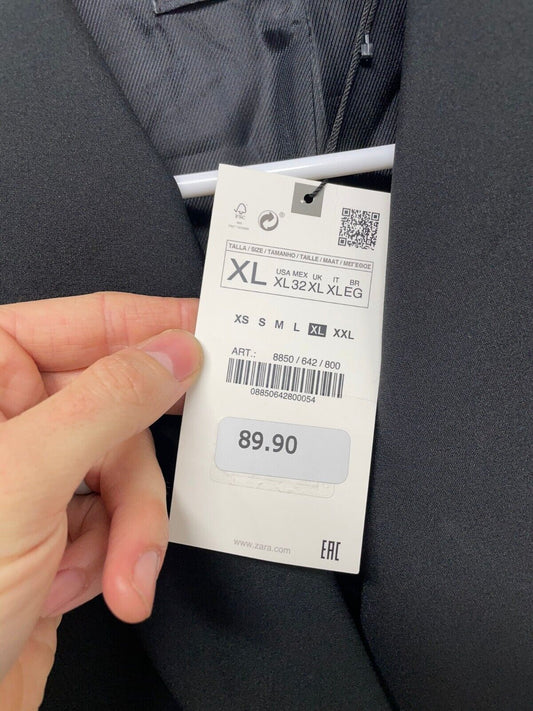 FSC
TALLA / SIZE / TAMANHO / TAILLE / MAAT / ΜΕΓΕΘΟΣ
XL
USA MEX UK IT BR
XL 32 XL XL EG
XS S M L XL XXL
ART.: 8850 / 642 / 800
08850642800054
89.90
www.zara.com
EAC